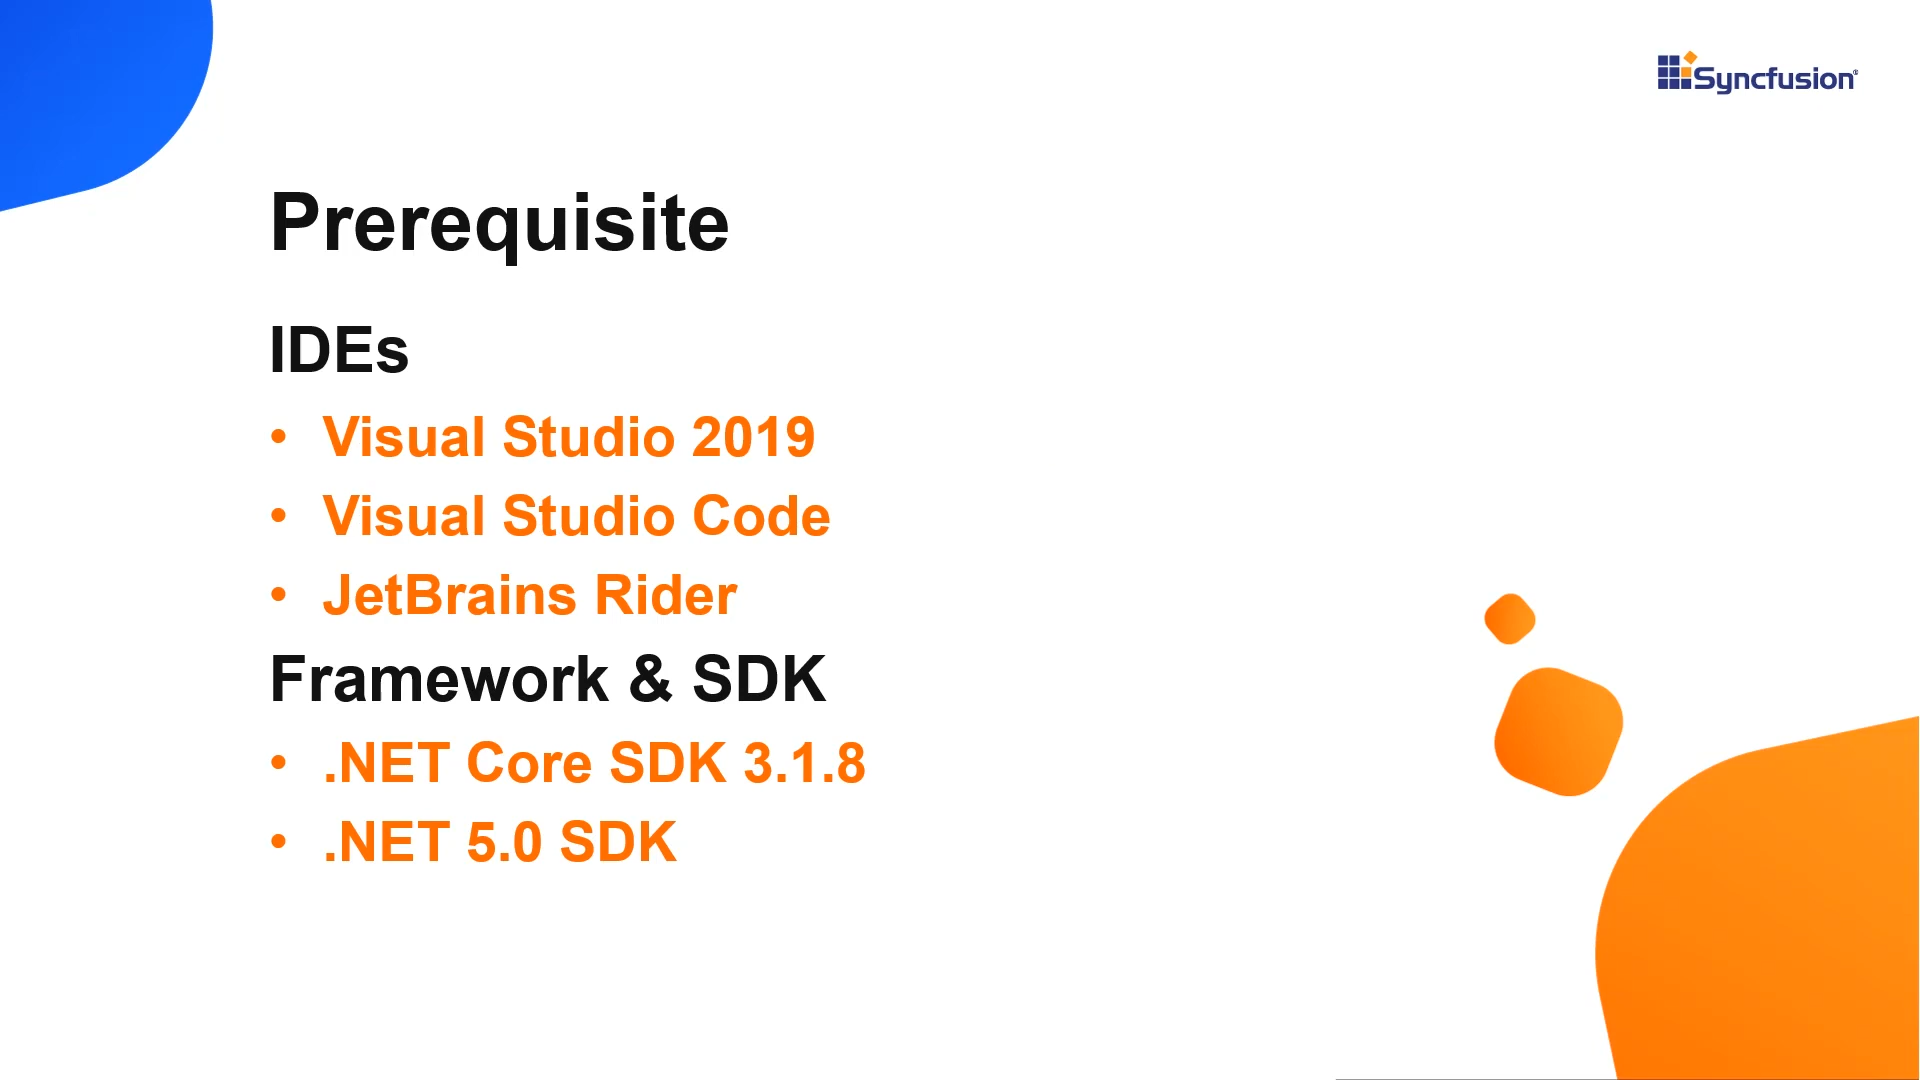 Syncfusion®
Prerequisite
IDEs
• Visual Studio 2019
• Visual Studio Code
• JetBrains Rider
Framework & SDK
• .NET Core SDK 3.1.8
• .NET 5.0 SDK